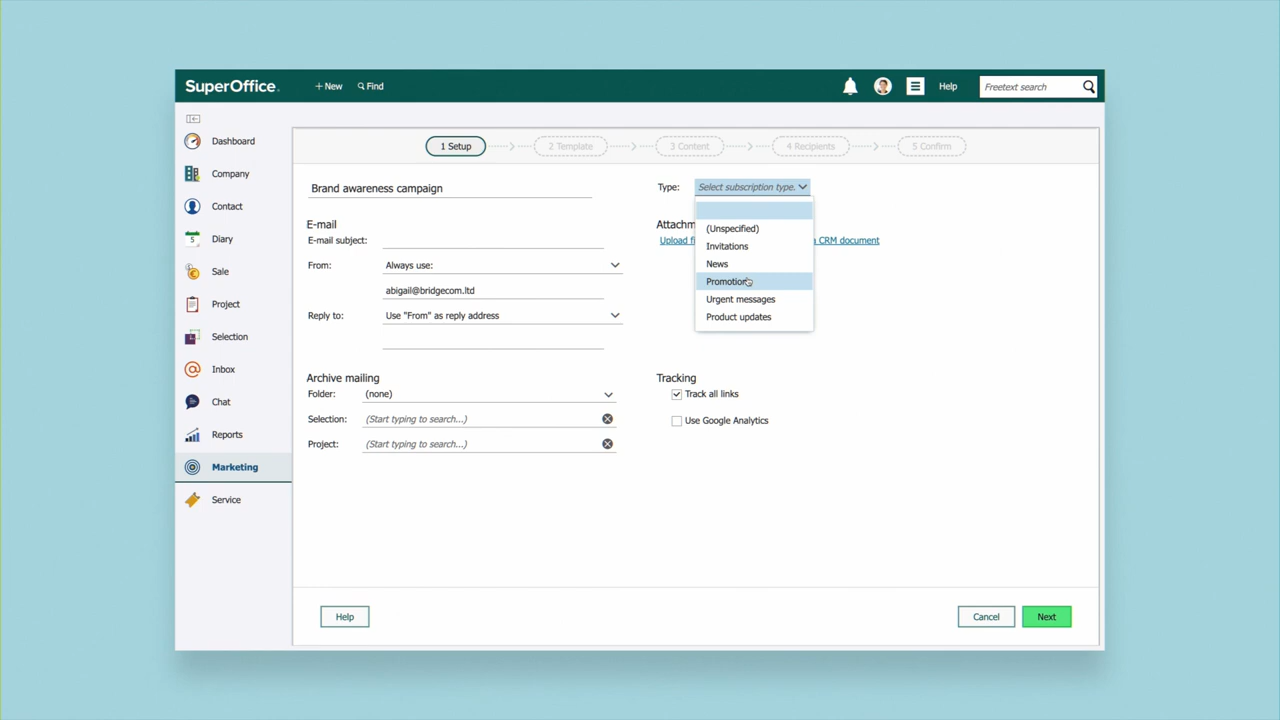 SuperOffice.
+ New
Find
Help
Freetext search
Dashboard
Company
Contact
5
Diary
Sale
Project
Selection
Inbox
Chat
Reports
Marketing
Service
1 Setup
2 Template
3 Content
4 Recipients
5 Confirm
Brand awareness campaign
Type:
Select subscription type.
(Unspecified)
Invitations
News
Promotion
Urgent messages
Product updates
E-mail
E-mail subject:
From:
Always use:
abigail@bridgecom.ltd
Reply to:
Use "From" as reply address
Attachm
Upload fi
CRM document
Archive mailing
Folder:
(none)
Selection:
(Start typing to search...)
Project:
(Start typing to search...)
Tracking
Track all links
Use Google Analytics
Help
Cancel
Next